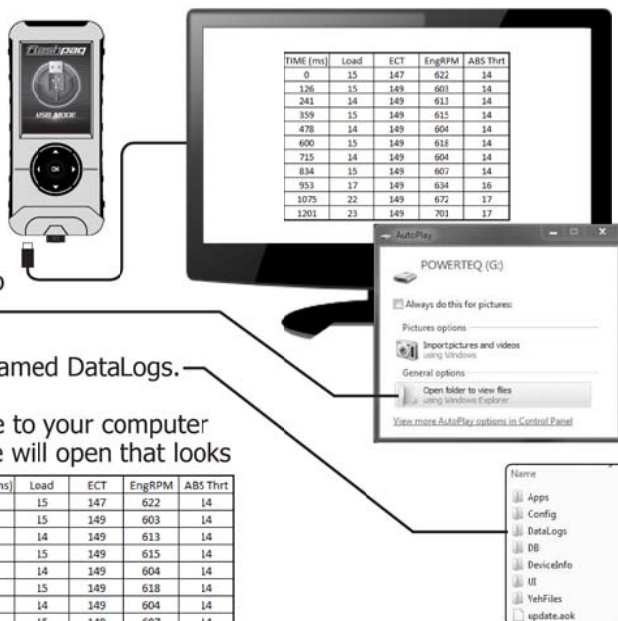 flashpaq
USB MODE
OK
TIME (ms) Load ECT EngRPM ABS Thrt
0 15 147 622 14
126 15 149 603 14
241 14 149 613 14
359 15 149 615 14
478 14 149 604 14
600 15 149 618 14
715 14 149 604 14
834 15 149 607 14
953 17 149 634 16
1075 22 149 672 17
1201 23 149 701 17
AutoPlay
POWERTEQ (G:)
Always do this for pictures:
Pictures options
Import pictures and videos
using Windows
General options
Open folder to view files
using Windows Explorer
View more AutoPlay options in Control Panel
amed DataLogs.
e to your computer
e will open that looks
ns) Load ECT EngRPM ABS Thrt
15 147 622 14
15 149 603 14
14 149 613 14
15 149 615 14
14 149 604 14
15 149 618 14
14 149 604 14
15 149 607 14
Name
Apps
Config
DataLogs
DB
DeviceInfo
UI
VehFiles
update.aok